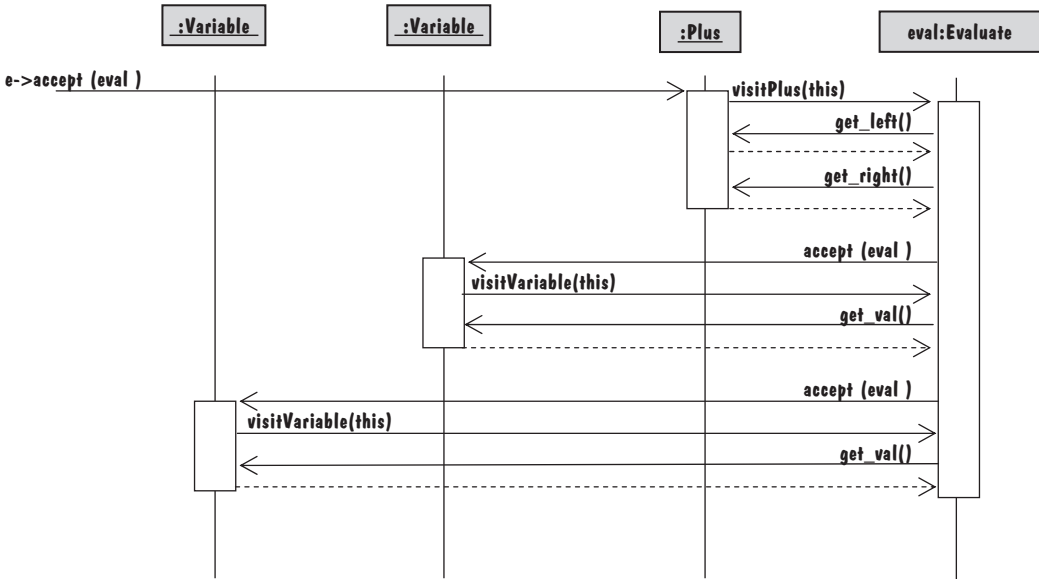 :Variable
:Variable
:Plus
eval:Evaluate
e->accept (eval )
visitPlus(this)
get_left()
get_right()
accept (eval )
visitVariable(this)
get_val()
accept (eval )
visitVariable(this)
get_val()